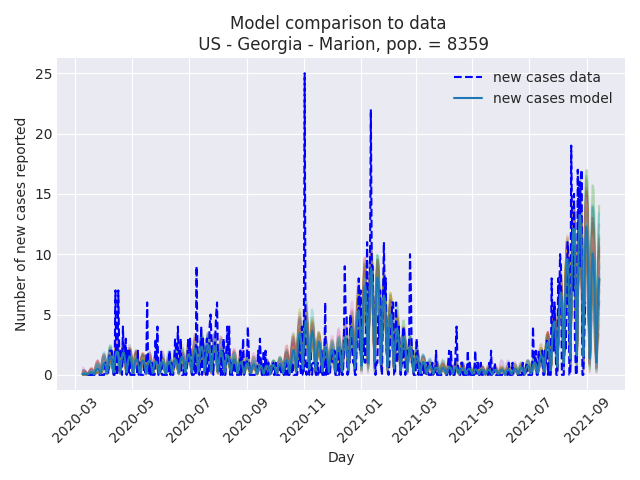 Model comparison to data
US - Georgia - Marion, pop. = 8359
new cases data
new cases model
Number of new cases reported
25
20
15
10
5
0
2020-03
2020-05
2020-07
2020-09
2020-11
2021-01
2021-03
2021-05
2021-07
2021-09
Day